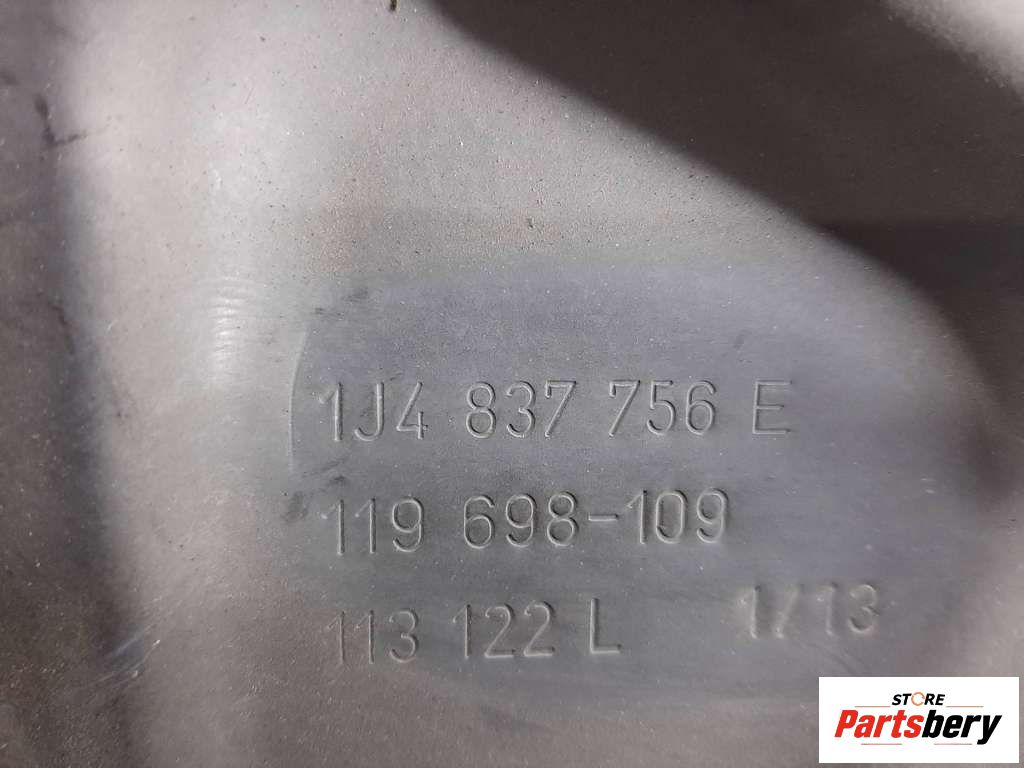 1J4 837 756 E
119 698-109
113 122 L 1/13
STORE
Partsbery